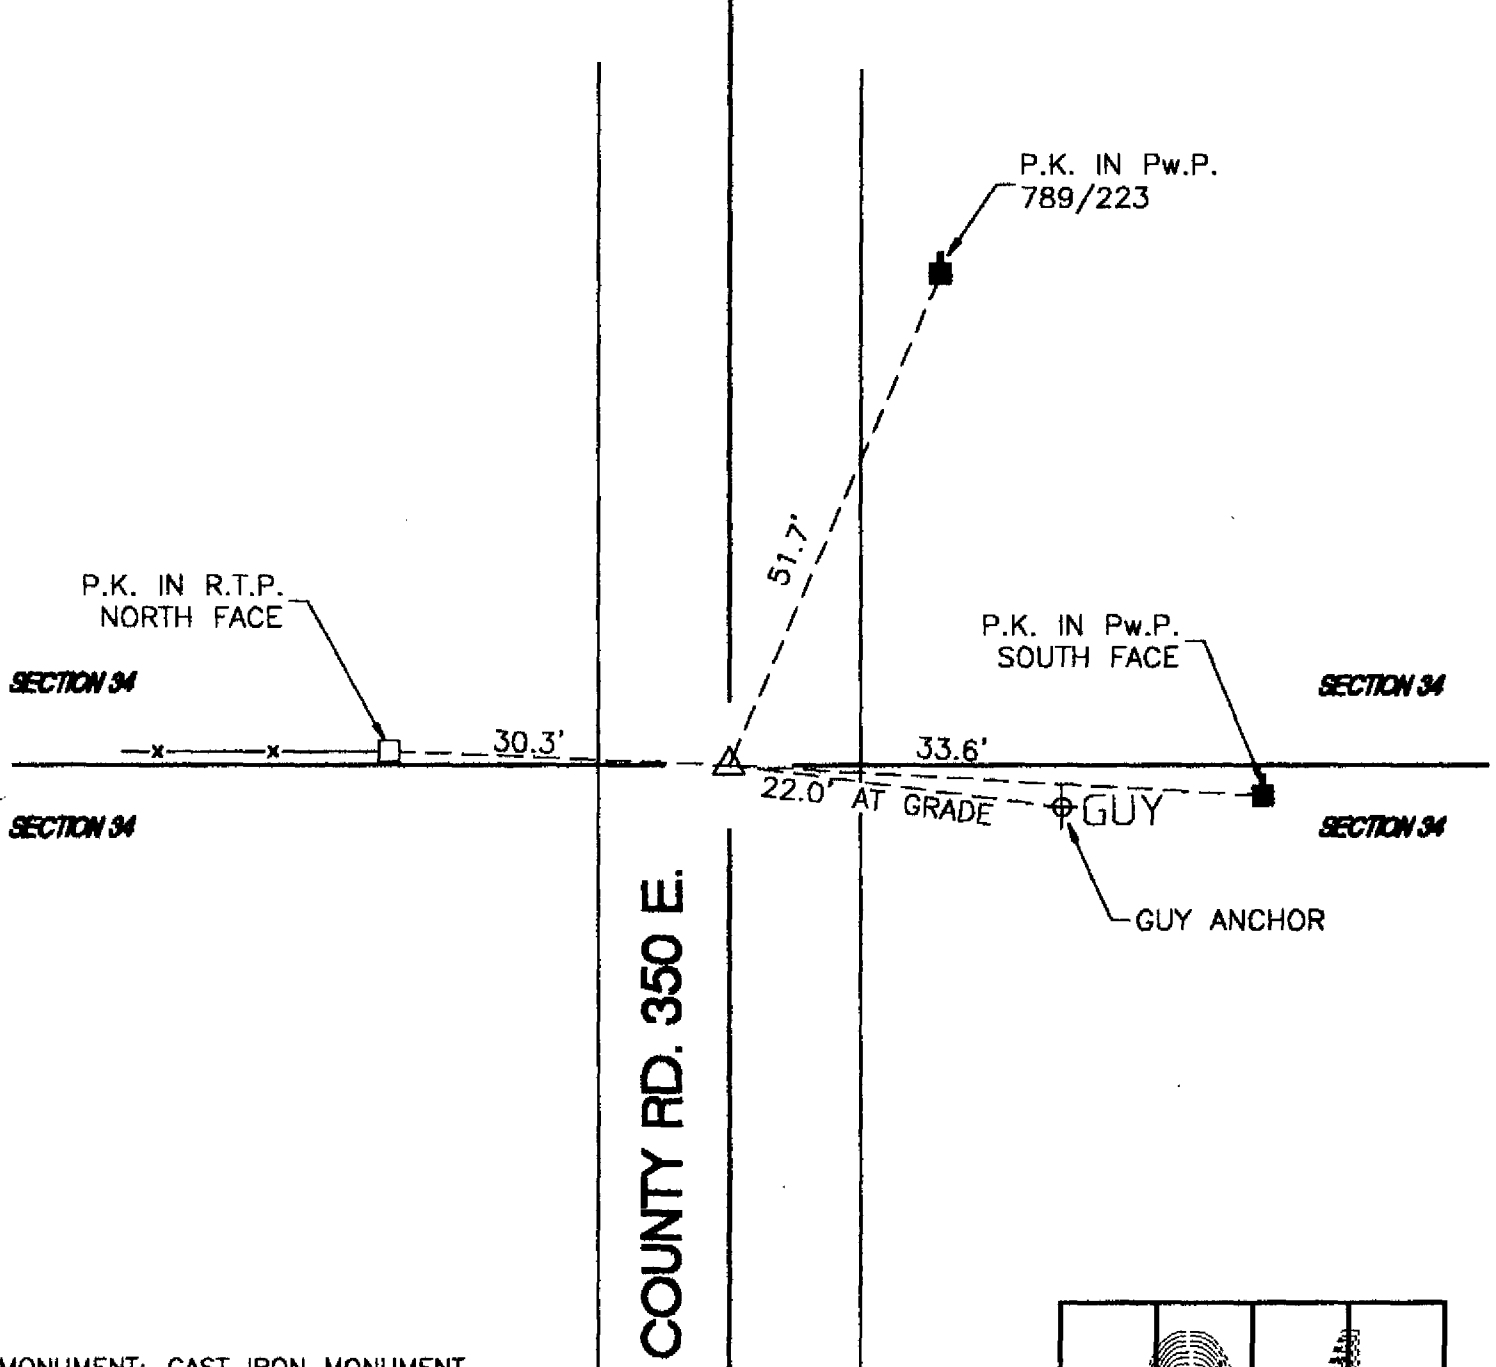 P.K. IN Pw.P.
789/223
51.7'
P.K. IN R.T.P.
NORTH FACE
P.K. IN Pw.P.
SOUTH FACE
SECTION 34
SECTION 34
30.3'
33.6'
22.0' AT GRADE
GUY
SECTION 34
SECTION 34
GUY ANCHOR
COUNTY RD. 350 E.
MONUMENT: CAST IRON MONUMENT